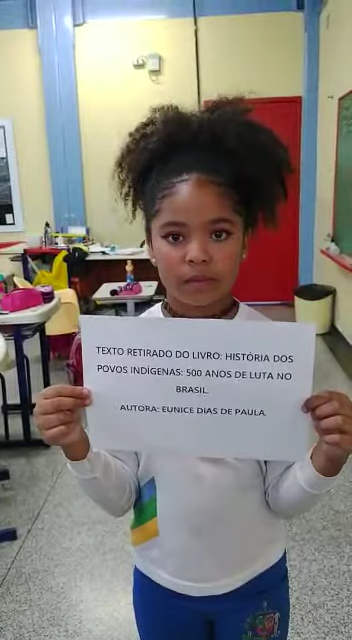 TEXTO RETIRADO DO LIVRO: HISTÓRIA DOS
POVOS INDÍGENAS: 500 ANOS DE LUTA NO
BRASIL.
AUTORA: EUNICE DIAS DE PAULA.